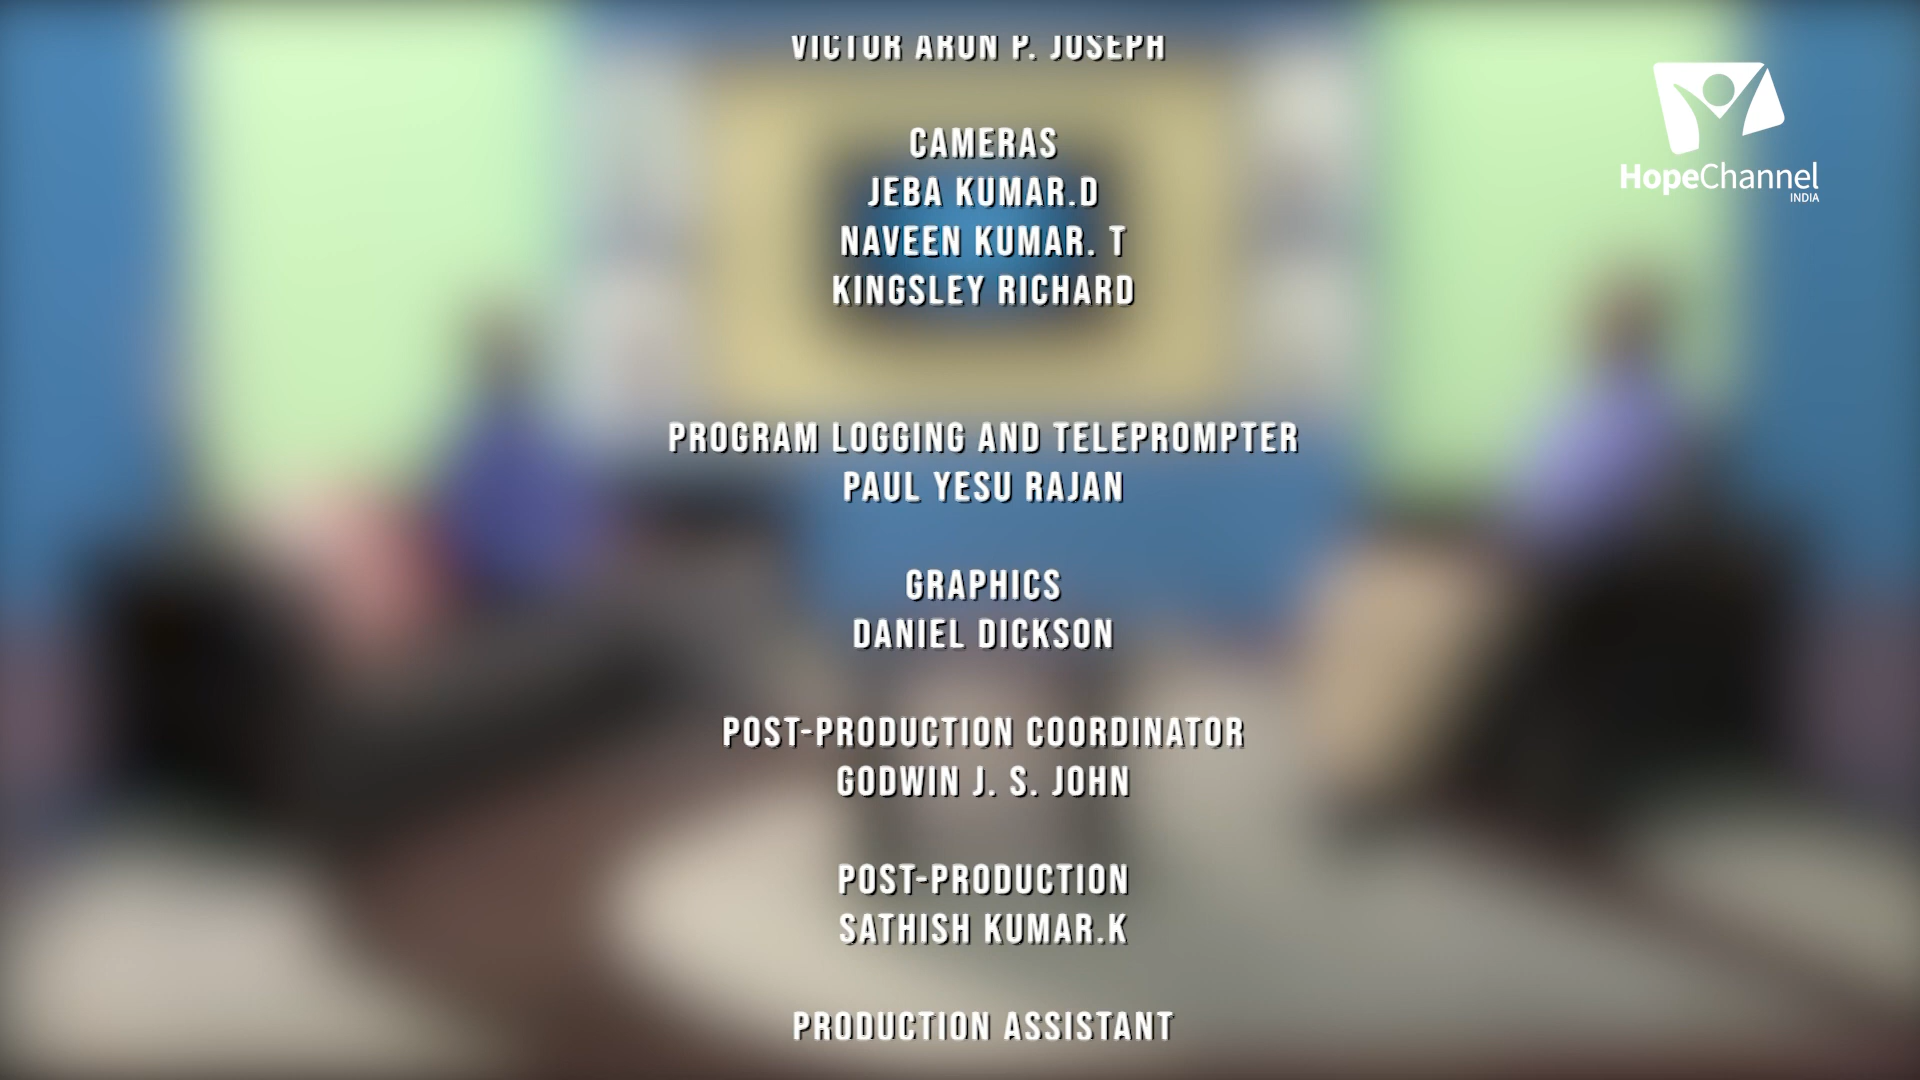 VICTOR ARUN P. JOSEPH
CAMERAS
JEBA KUMAR.D
NAVEEN KUMAR. T
KINGSLEY RICHARD
PROGRAM LOGGING AND TELEPROMPTER
PAUL YESU RAJAN
GRAPHICS
DANIEL DICKSON
POST-PRODUCTION COORDINATOR
GODWIN J. S. JOHN
POST-PRODUCTION
SATHISH KUMAR.K
PRODUCTION ASSISTANT
HopeChannel
INDIA